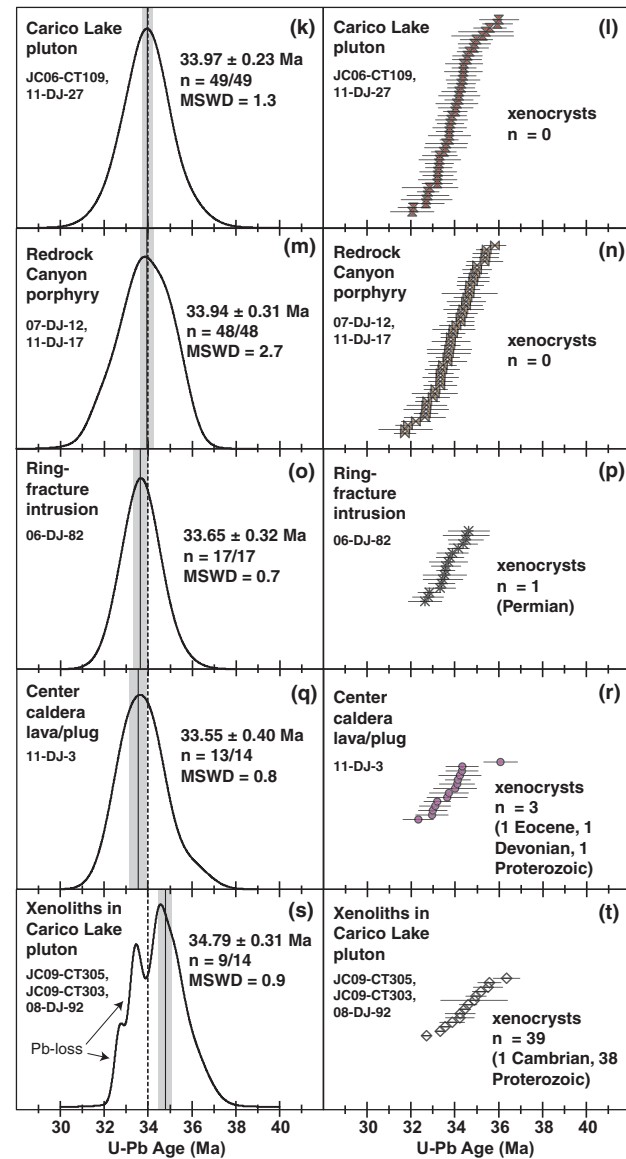 (k)
Carico Lake
pluton
JC06-CT109,
11-DJ-27
33.97 ± 0.23 Ma
n = 49/49
MSWD = 1.3
(l)
Carico Lake
pluton
JC06-CT109,
11-DJ-27
xenocrysts
n = 0
(m)
Redrock
Canyon
porphyry
07-DJ-12,
11-DJ-17
33.94 ± 0.31 Ma
n = 48/48
MSWD = 2.7
(n)
Redrock
Canyon
porphyry
07-DJ-12,
11-DJ-17
xenocrysts
n = 0
(o)
Ring-
fracture
intrusion
06-DJ-82
33.65 ± 0.32 Ma
n = 17/17
MSWD = 0.7
(p)
Ring-
fracture
intrusion
06-DJ-82
xenocrysts
n = 1
(Permian)
(q)
Center
caldera
lava/plug
11-DJ-3
33.55 ± 0.40 Ma
n = 13/14
MSWD = 0.8
(r)
Center
caldera
lava/plug
11-DJ-3
xenocrysts
n = 3
(1 Eocene, 1
Devonian, 1
Proterozoic)
(s)
Xenoliths in
Carico Lake
pluton
JC09-CT305,
JC09-CT303,
08-DJ-92
34.79 ± 0.31 Ma
n = 9/14
MSWD = 0.9
Pb-loss
(t)
Xenoliths in
Carico Lake
pluton
JC09-CT305,
JC09-CT303,
08-DJ-92
xenocrysts
n = 39
(1 Cambrian, 38
Proterozoic)
30 32 34 36 38 40
U-Pb Age (Ma)
30 32 34 36 38 40
U-Pb Age (Ma)